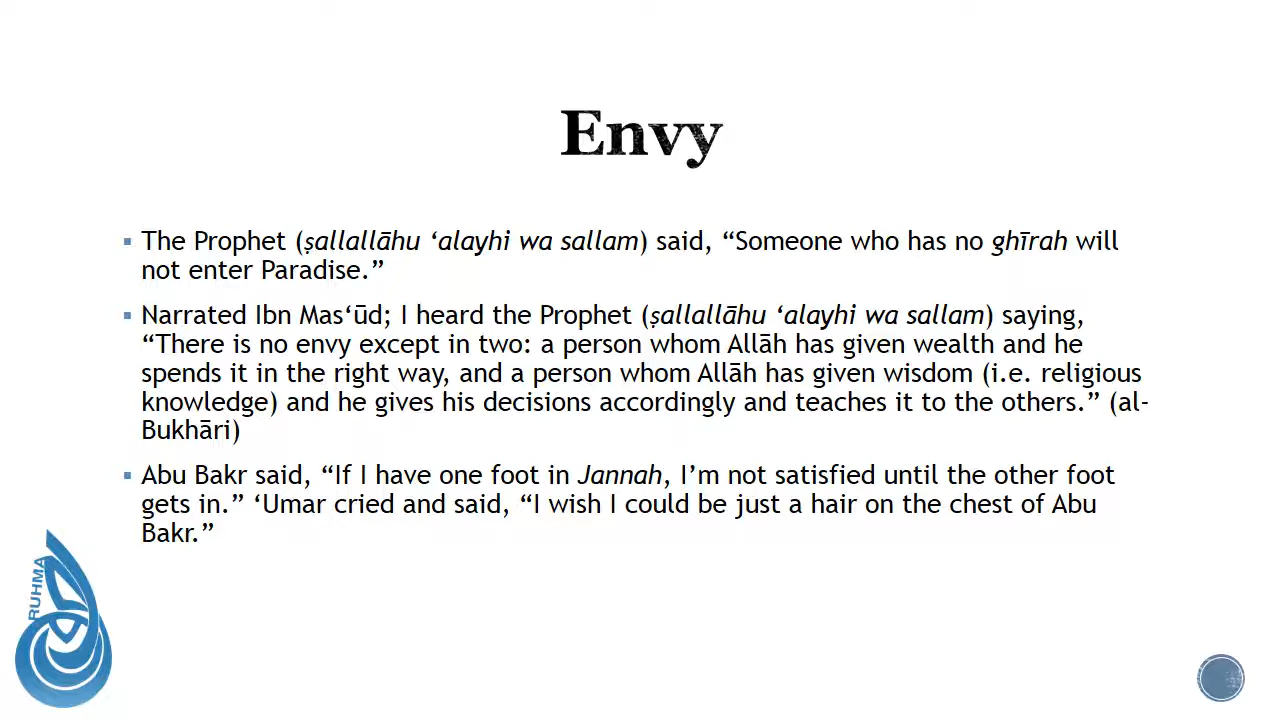 Envy
▪ The Prophet (ṣallallāhu ‘alayhi wa sallam) said, “Someone who has no ghīrah will
not enter Paradise.”
▪ Narrated Ibn Mas‘ūd; I heard the Prophet (ṣallallāhu ‘alayhi wa sallam) saying,
“There is no envy except in two: a person whom Allāh has given wealth and he
spends it in the right way, and a person whom Allāh has given wisdom (i.e. religious
knowledge) and he gives his decisions accordingly and teaches it to the others.” (al-
Bukhāri)
▪ Abu Bakr said, “If I have one foot in Jannah, I’m not satisfied until the other foot
gets in.” ‘Umar cried and said, “I wish I could be just a hair on the chest of Abu
Bakr.”
RUHMA